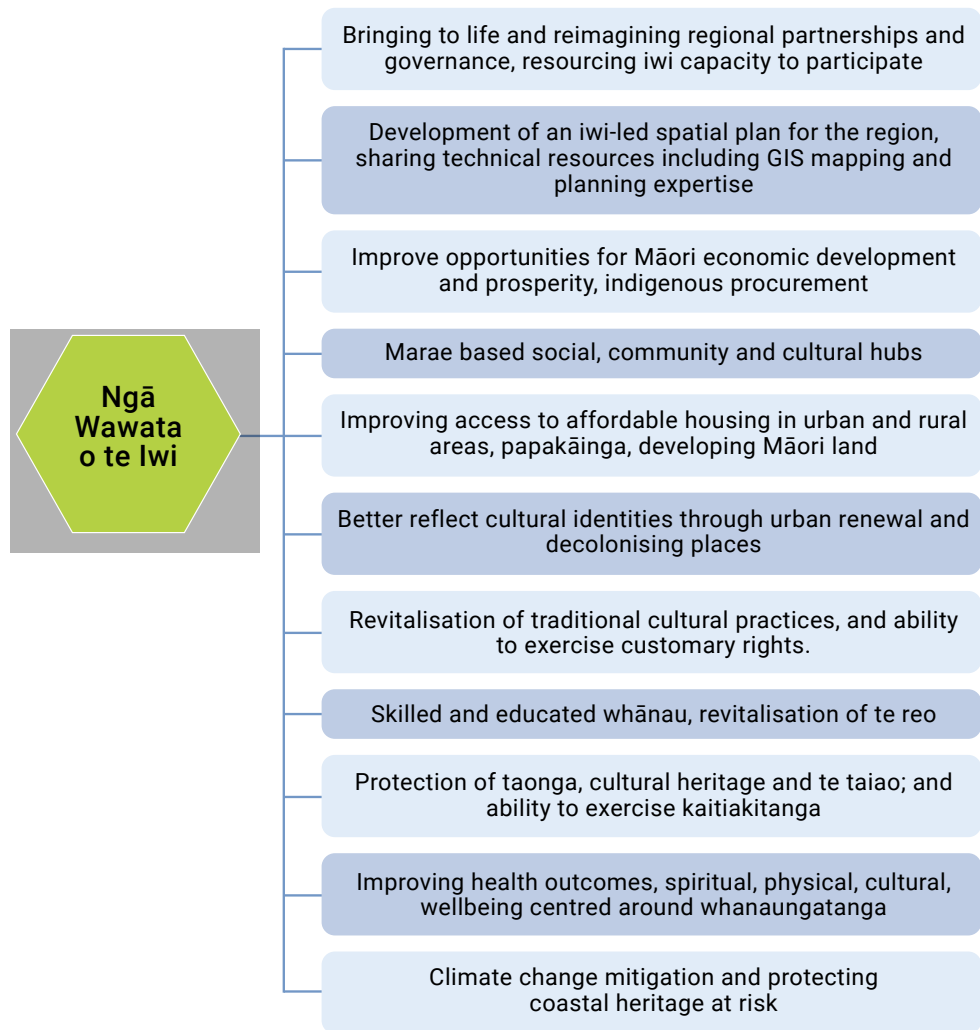 Bringing to life and reimagining regional partnerships and
governance, resourcing iwi capacity to participate
Development of an iwi-led spatial plan for the region,
sharing technical resources including GIS mapping and
planning expertise
Improve opportunities for Māori economic development
and prosperity, indigenous procurement
Marae based social, community and cultural hubs
Ngā
Wawata
o te Iwi
Improving access to affordable housing in urban and rural
areas, papakāinga, developing Māori land
Better reflect cultural identities through urban renewal and
decolonising places
Revitalisation of traditional cultural practices, and ability
to exercise customary rights.
Skilled and educated whānau, revitalisation of te reo
Protection of taonga, cultural heritage and te taiao; and
ability to exercise kaitiakitanga
Improving health outcomes, spiritual, physical, cultural,
wellbeing centred around whanaungatanga
Climate change mitigation and protecting
coastal heritage at risk